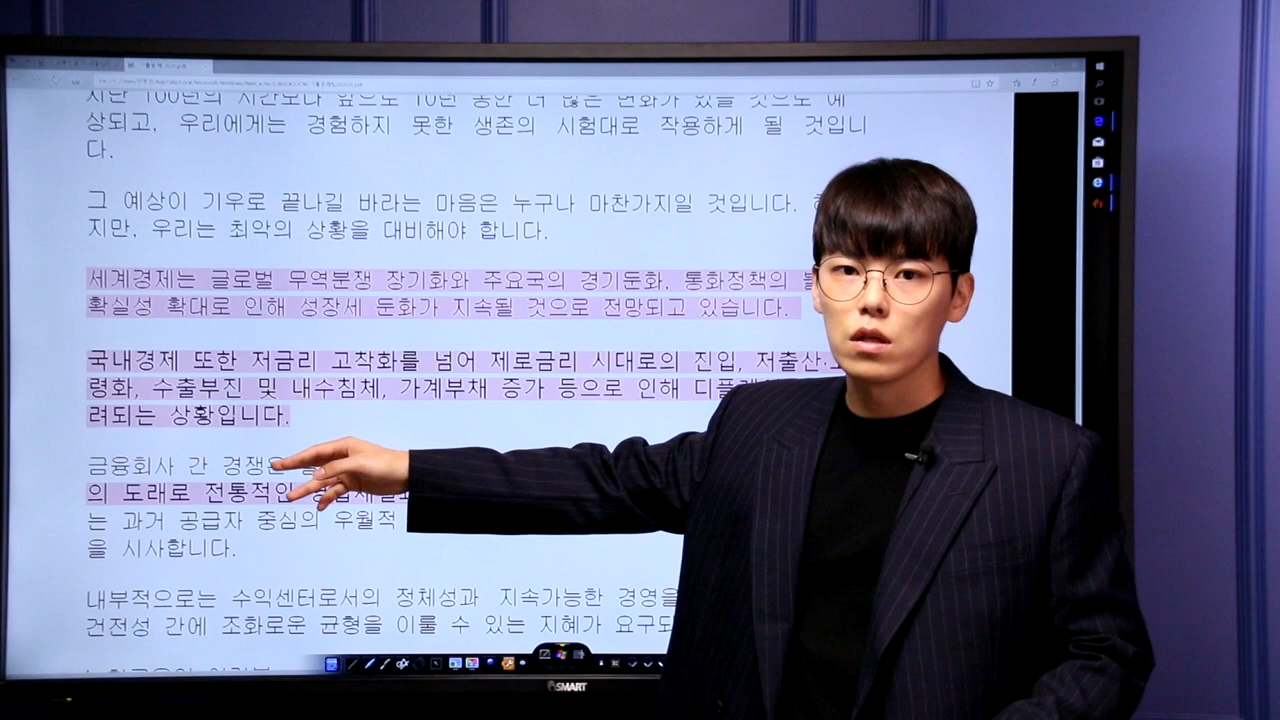 지난 100년의 시간보다 앞으로 10년 동안 더 많은 변화가 있을 것으로 예
상되고, 우리에게는 경험하지 못한 생존의 시험대로 작용하게 될 것입니
다.
그 예상이 기우로 끝나길 바라는 마음은 누구나 마찬가지일 것입니다.
지만, 우리는 최악의 상황을 대비해야 합니다.
세계경제는 글로벌 무역분쟁 장기화와 주요국의 경기둔화, 통화정책의
확실성 확대로 인해 성장세 둔화가 지속될 것으로 전망되고 있습니다.
국내경제 또한 저금리 고착화를 넘어 제로금리 시대로의 진입, 저출산·
령화, 수출부진 및 내수침체, 가계부채 증가 등으로 인해
려되는 상황입니다.
금융회사 간 경쟁은
의 도래로 전통적인
는 과거 공급자 중심의 우월적
을 시사합니다.
내부적으로는 수익센터로서의 정체성과 지속가능한 경영을
건전성 간에 조화로운 균형을 이룰 수 있는 지혜가
SMART